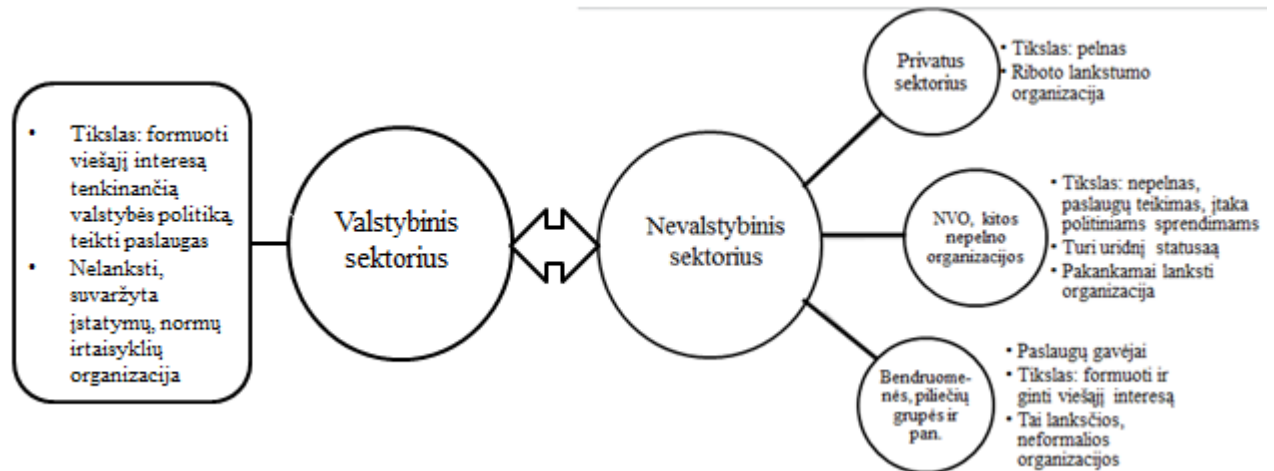 • Tikslas: formuoti
viešąjį interesą
tenkinančią
valstybės politiką,
teikti paslaugas
• Nelanksti,
suvaržyta
įstatymų, normų
irtaisyklių
organizacija
Valstybinis
sektorius
Nevalstybinis
sektorius
Privatus
sektorius
• Tikslas: pelnas
• Riboto lankstumo
organizacija
NVO, kitos
nepelno
organizacijos
• Tikslas: nepelnas,
paslaugų teikimas, įtaka
politiniams sprendimams
• Turi uridnį statusaą
• Pakankamai lanksti
organizacija
Bendruome-
nės, piliečių
grupės ir
pan.
• Paslaugų gavėjai
• Tikslas: formuoti ir
ginti viešąjį interesą
• Tai lanksčios,
neformalios
organizacijos